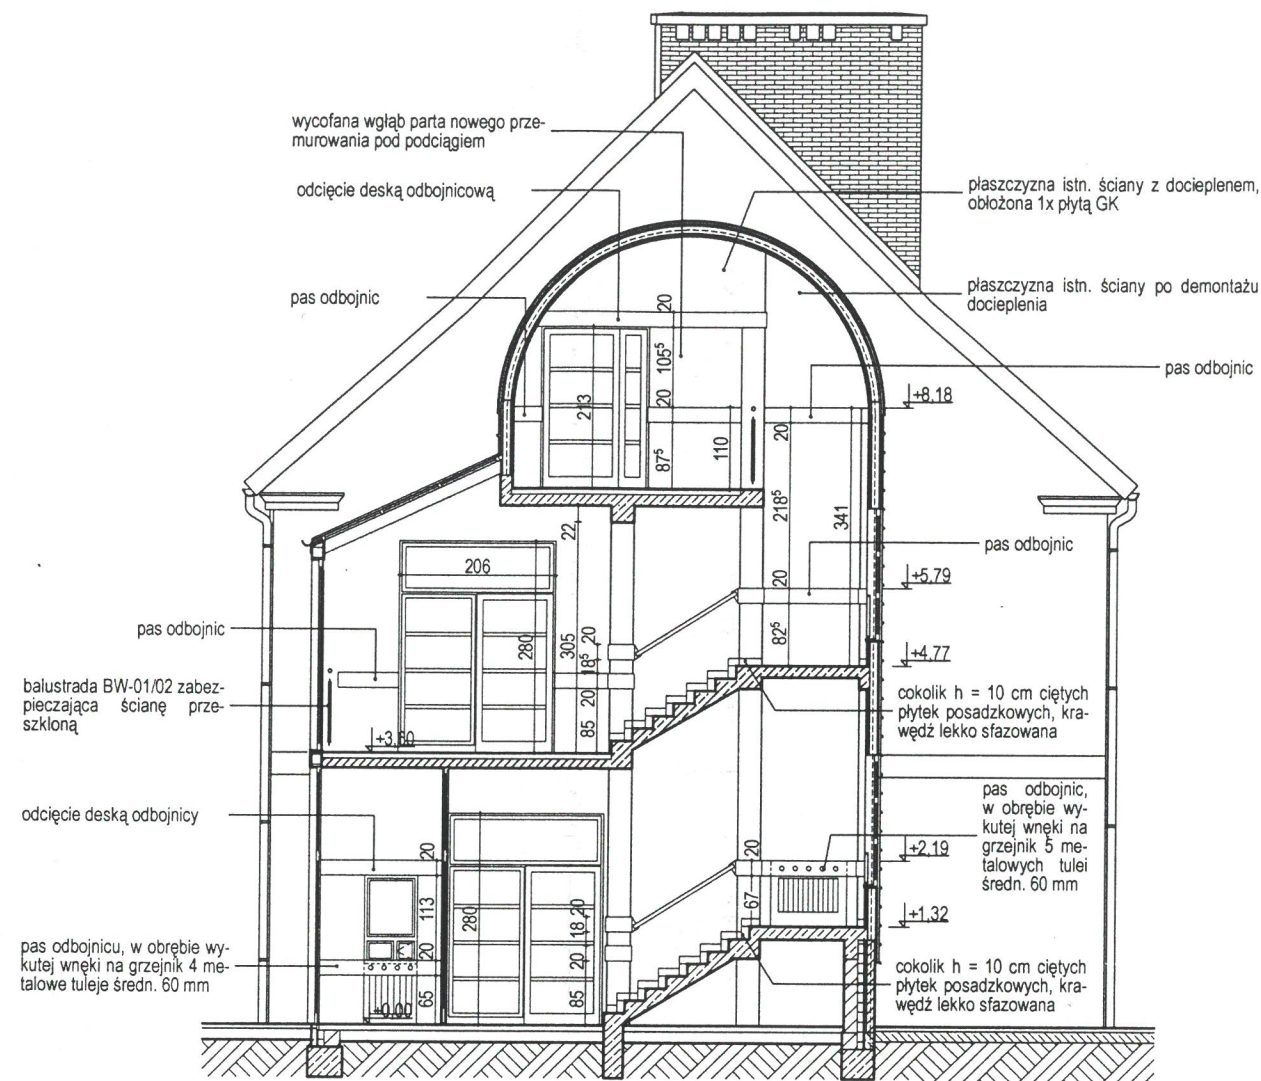 wycofana wgłąb parta nowego prze-
murowania pod podciągiem
odcięcie deską odbojnicową
płaszczyzna istn. ściany z dociepleniem,
obłożona 1x płytą GK
pas odbojnic
płaszczyzna istn. ściany po demontażu
docieplenia
20
105⁵
pas odbojnic
213
20
+8,18
20
110
87⁵
218⁵
341
22
pas odbojnic
206
20
+5,79
pas odbojnic
280
305
20
82⁵
18⁵
+4,77
balustrada BW-01/02 zabez-
pieczająca ścianę prze-
szkloną
20
85
+3,60
cokolik h = 10 cm ciętych
płytek posadzkowych, kra-
wędź lekko sfazowana
odcięcie deską odbojnicy
pas odbojnic,
w obrębie wy-
kutej wnęki na
grzejnik 5 me-
talowych tulei
średn. 60 mm
20
20
+2,19
113
280
20
18
67
+1,32
pas odbojnicu, w obrębie wy-
kutej wnęki na grzejnik 4 me-
talowe tuleje średn. 60 mm
20
20
65
85
+0,00
cokolik h = 10 cm ciętych
płytek posadzkowych, kra-
wędź lekko sfazowana